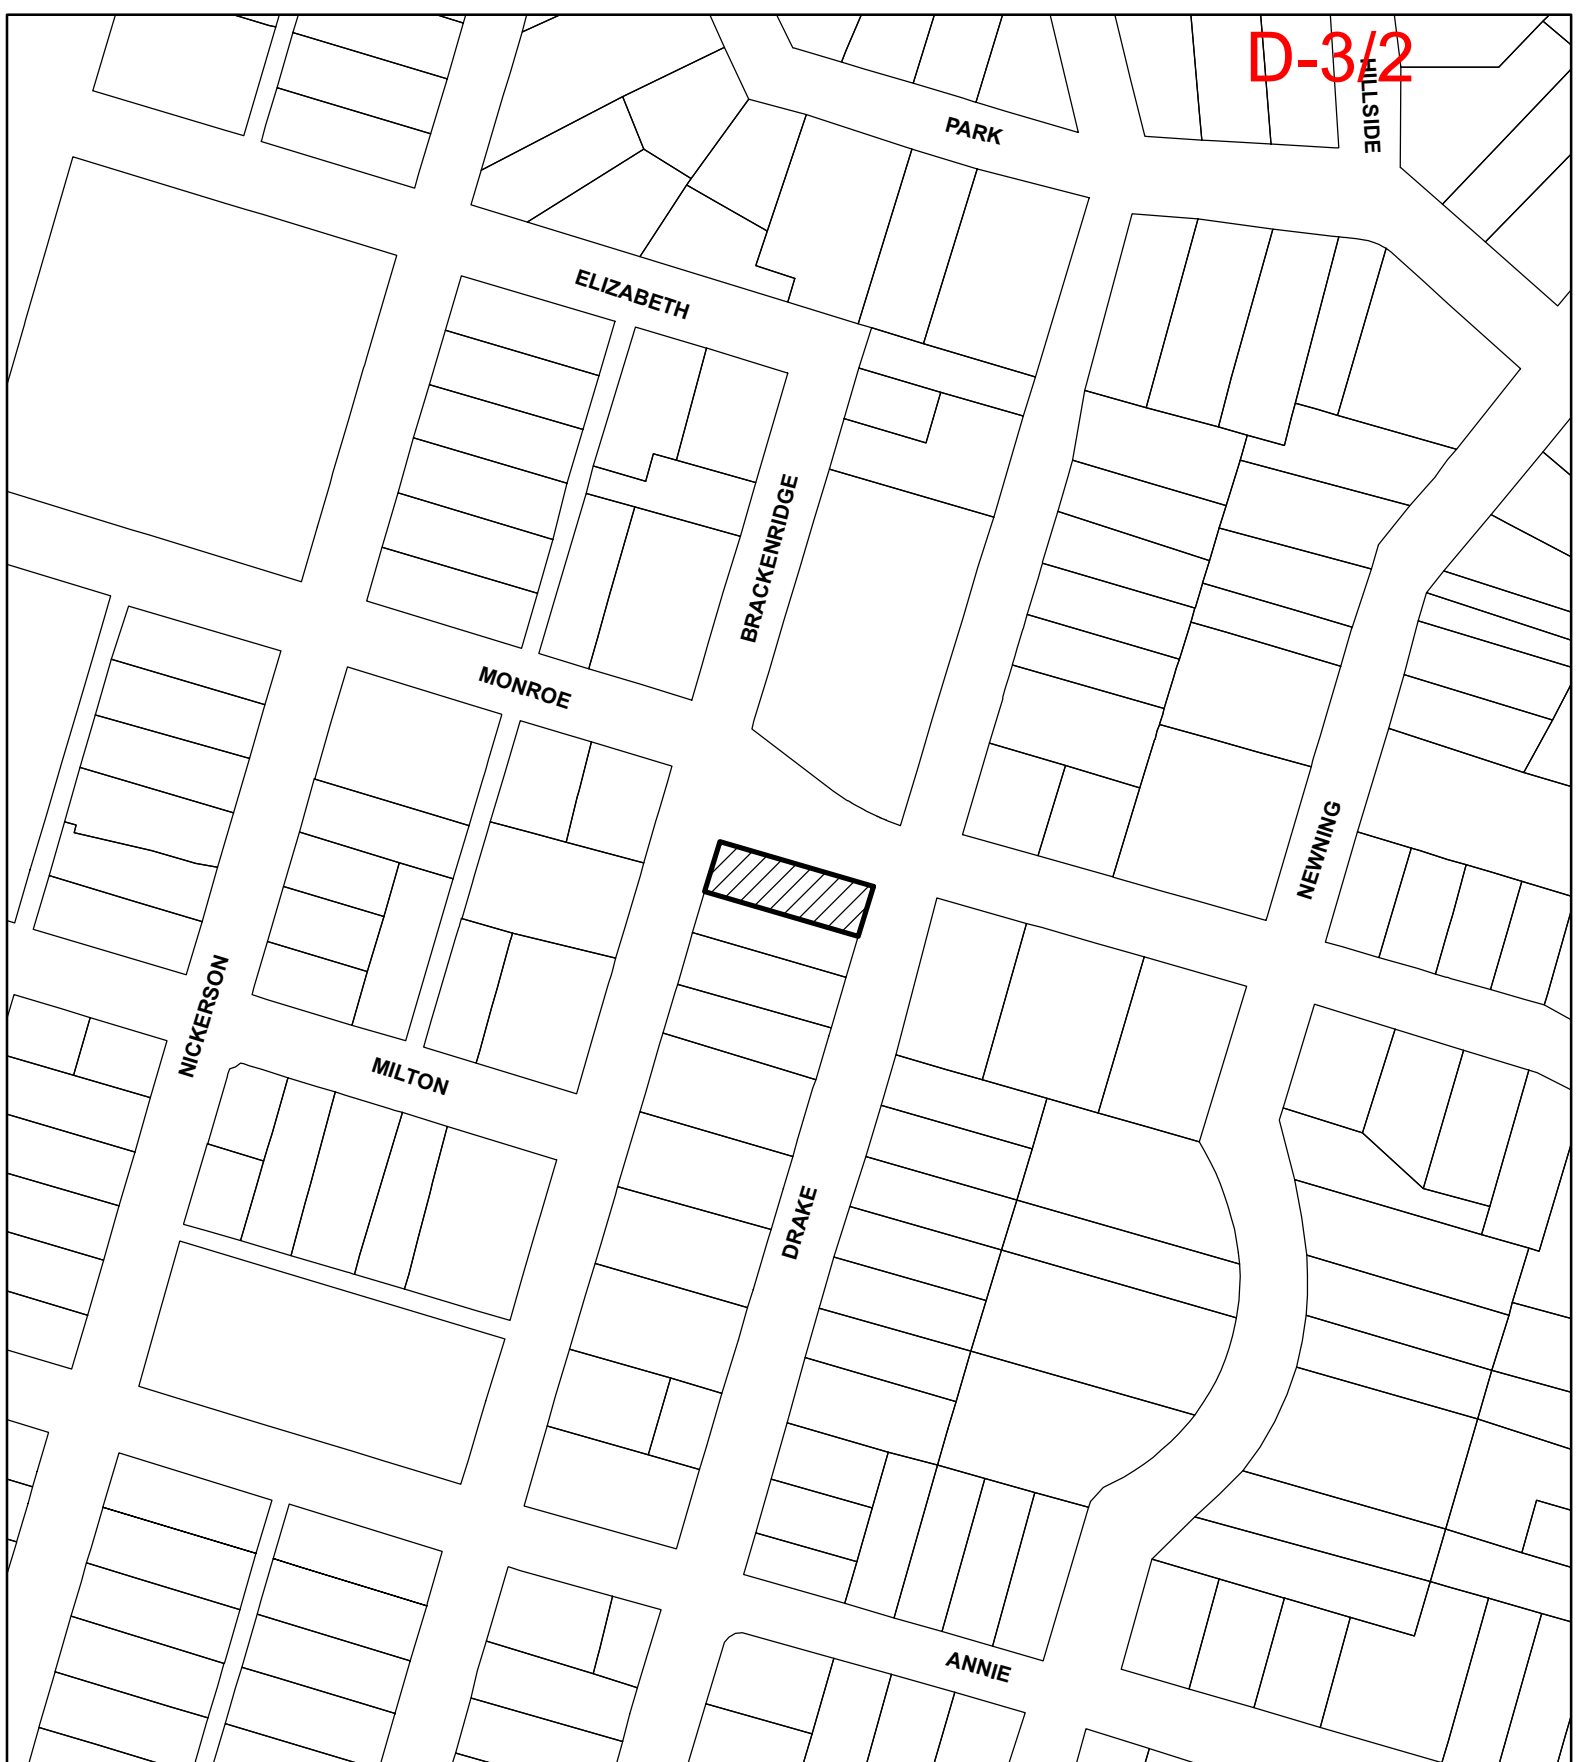 D-3/2
HILLSIDE
PARK
ELIZABETH
BRACKENRIDGE
MONROE
NEWNING
NICKERSON
MILTON
DRAKE
ANNIE